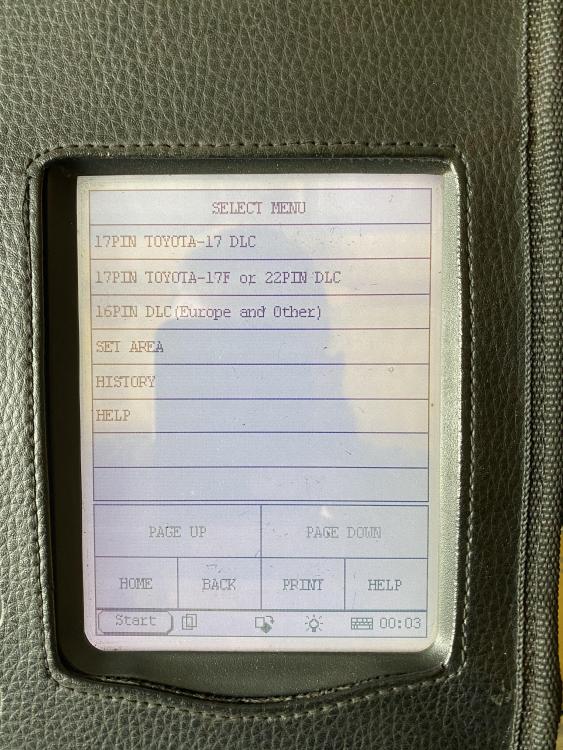 SELECT MENU
17PIN TOYOTA-17 DLC
17PIN TOYOTA-17F or 22PIN DLC
16PIN DLC(Europe and Other)
SET AREA
HISTORY
HELP
PAGE UP PAGE DOWN
HOME BACK PRINT HELP
Start 00:03